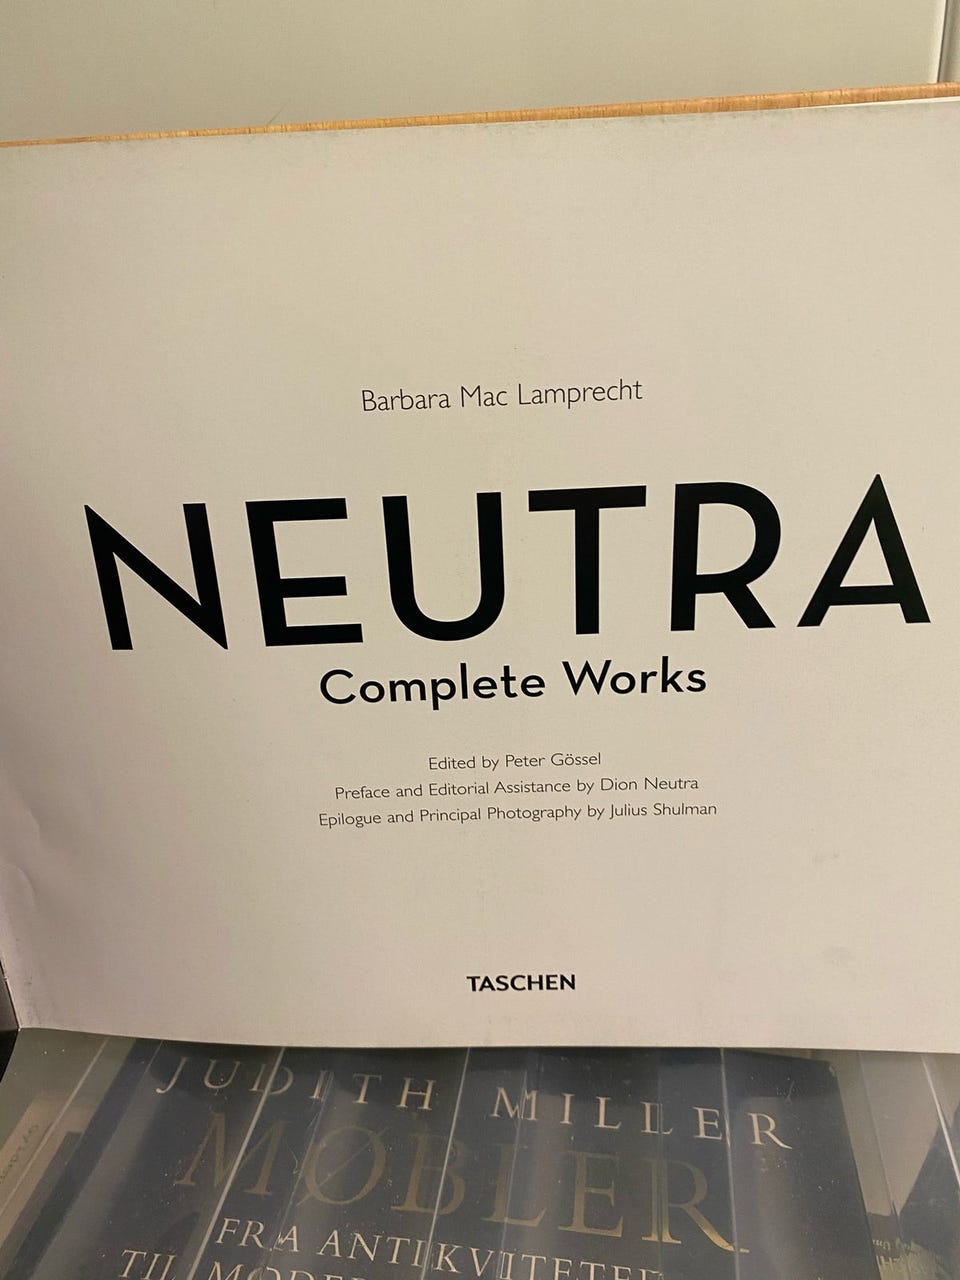 Barbara Mac Lamprecht
NEUTRA
Complete Works
Edited by Peter Gössel
Preface and Editorial Assistance by Dion Neutra
Epilogue and Principal Photography by Julius Shulman
TASCHEN
JUDITH MILLER
MØBLER
FRA ANTIKVITETER
TIL